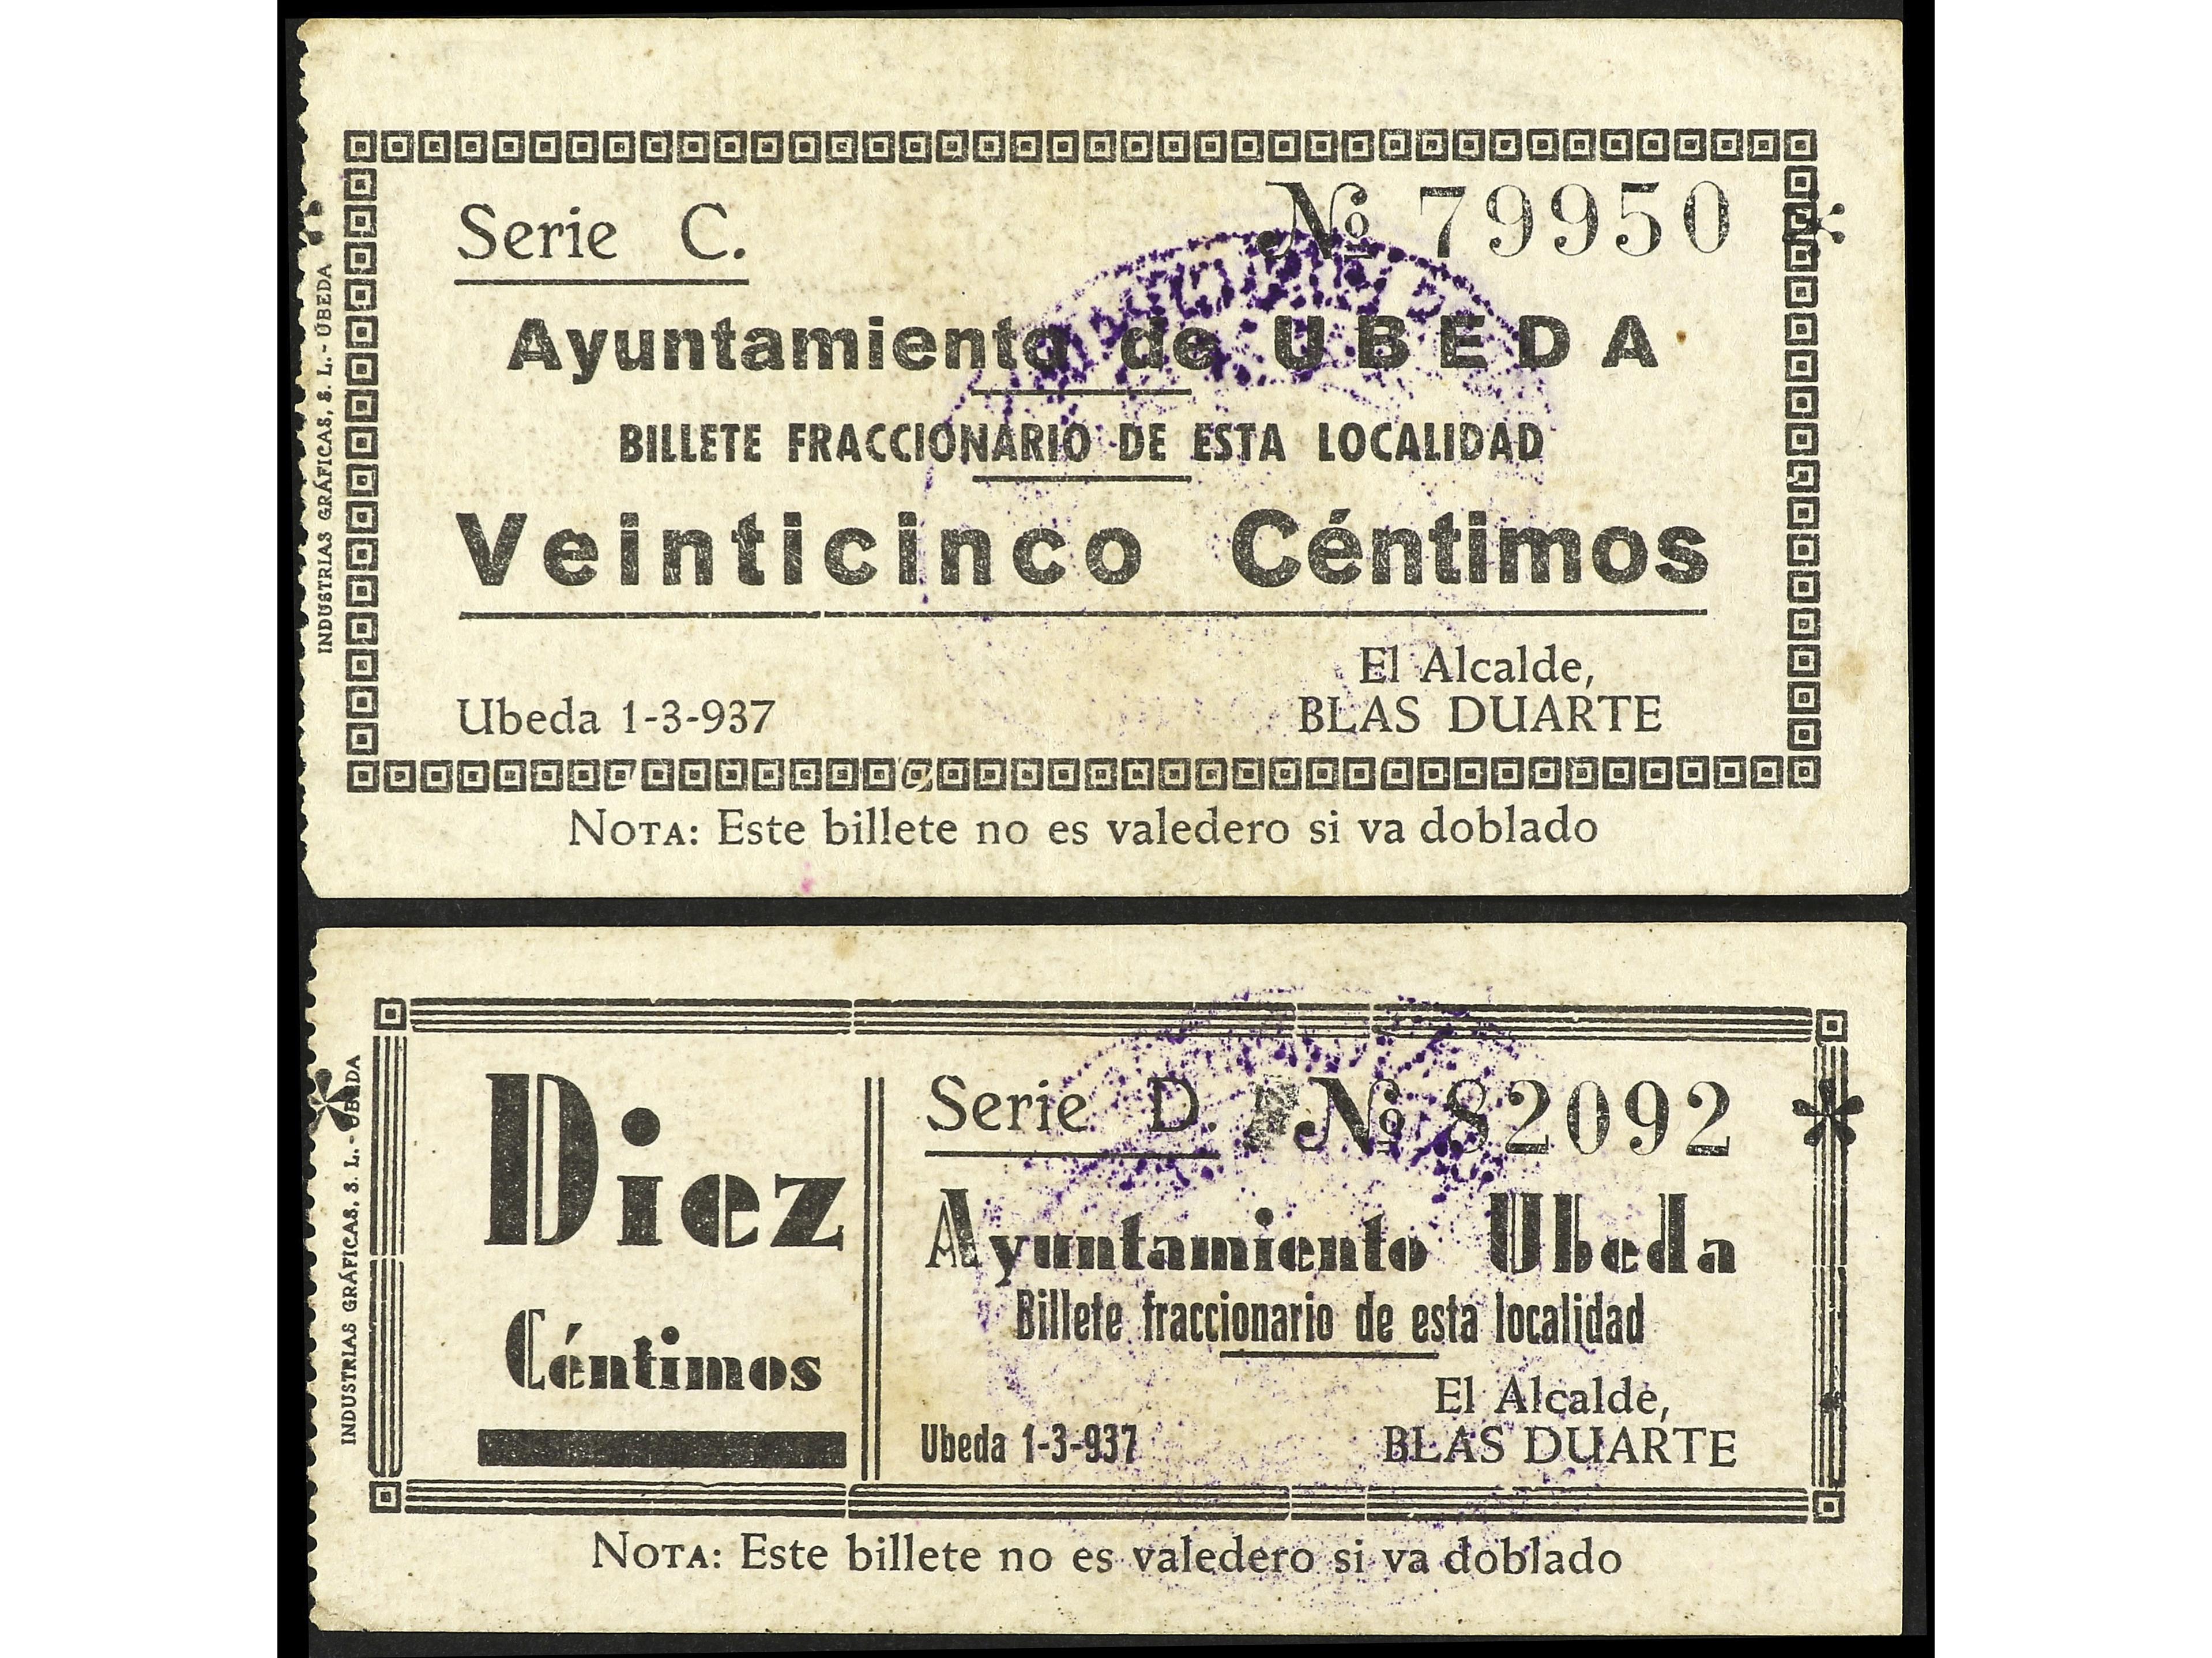 Serie C.
№ 79950
Ayuntamiento de UBEDA
BILLETE FRACCIONARIO DE ESTA LOCALIDAD
Veinticinco Céntimos
El Alcalde,
Ubeda 1-3-937
BLAS DUARTE
NOTA: Este billete no es valedero si va doblado
INDUSTRIAS GRÁFICAS, S. L.- ÚBEDA
Diez
Céntimos
Serie D.
№ 82092
Ayuntamiento Ubeda
Billete fraccionario de esta localidad
El Alcalde,
Ubeda 1-3-937
BLAS DUARTE
NOTA: Este billete no es valedero si va doblado
INDUSTRIAS GRÁFICAS, S. L.- ÚBEDA